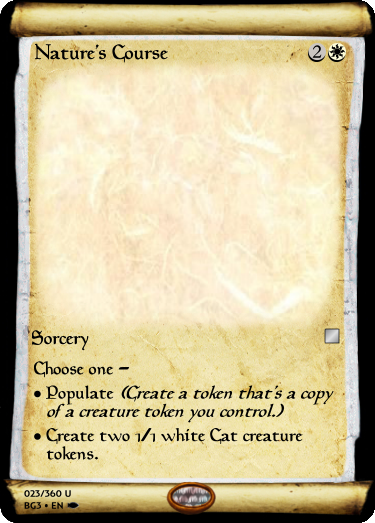 Nature's Course 2
Sorcery
Choose one –
• Populate (Create a token that's a copy
of a creature token you control.)
• Create two 1/1 white Cat creature
tokens.
023/360 U
BG3 • EN